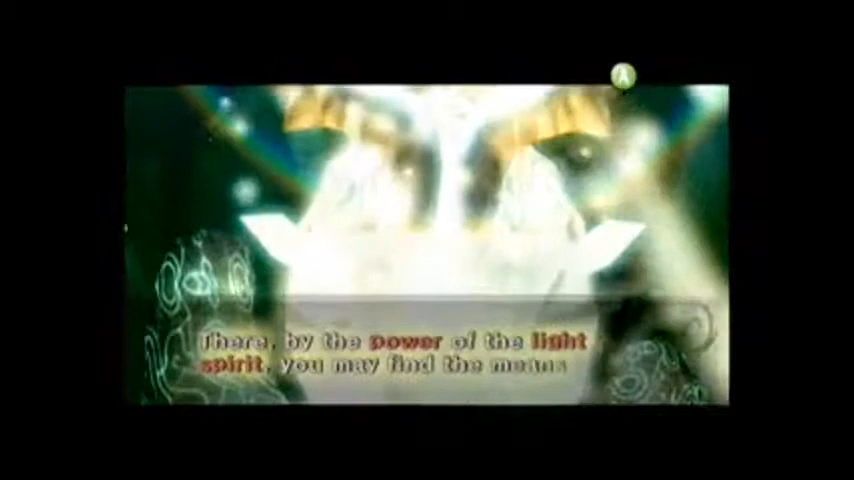 A
There, by the power of the light
spirit, you may find the means